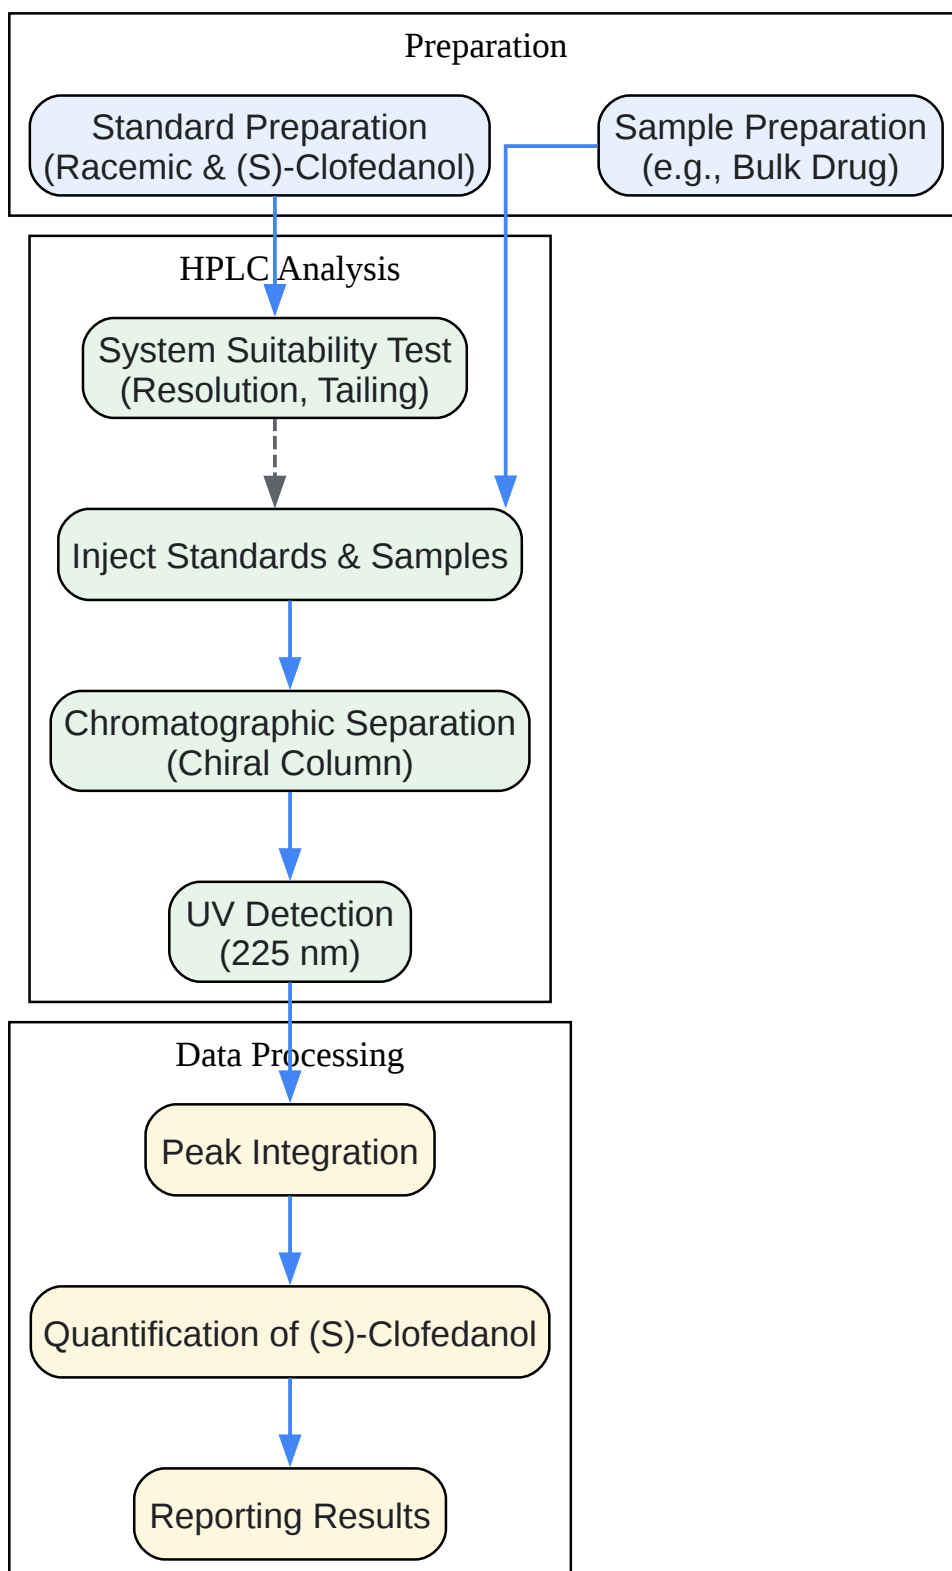 Preparation
Standard Preparation
(Racemic & (S)-Clofedanol)
Sample Preparation
(e.g., Bulk Drug)
HPLC Analysis
System Suitability Test
(Resolution, Tailing)
Inject Standards & Samples
Chromatographic Separation
(Chiral Column)
UV Detection
(225 nm)
Data Processing
Peak Integration
Quantification of (S)-Clofedanol
Reporting Results